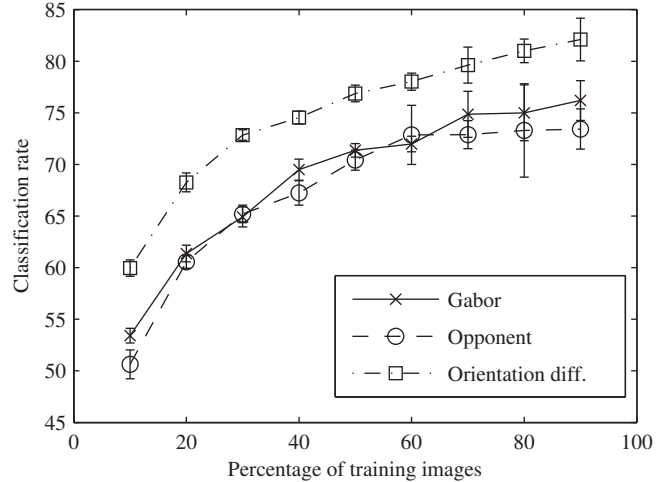 85
80
75
70
65
60
55
50
45
Classification rate
0 20 40 60 80 100
Percentage of training images
Gabor
Opponent
Orientation diff.